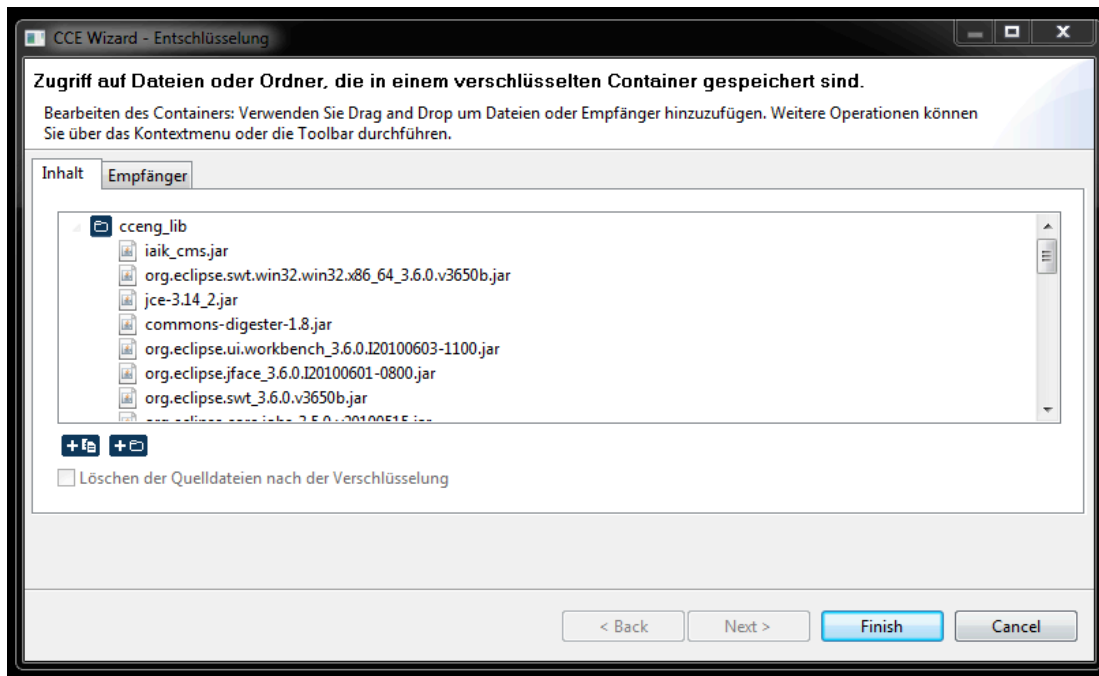 CCE Wizard - Entschlüsselung
Zugriff auf Dateien oder Ordner, die in einem verschlüsselten Container gespeichert sind.
Bearbeiten des Containers: Verwenden Sie Drag and Drop um Dateien oder Empfänger hinzuzufügen. Weitere Operationen können
Sie über das Kontextmenu oder die Toolbar durchführen.
Inhalt Empfänger
cceng_lib
iaik_cms.jar
org.eclipse.swt.win32.win32.x86_64_3.6.0.v3650b.jar
jce-3.14_2.jar
commons-digester-1.8.jar
org.eclipse.ui.workbench_3.6.0.I20100603-1100.jar
org.eclipse.jface_3.6.0.I20100601-0800.jar
org.eclipse.swt_3.6.0.v3650b.jar
Löschen der Quelldateien nach der Verschlüsselung
< Back Next > Finish Cancel